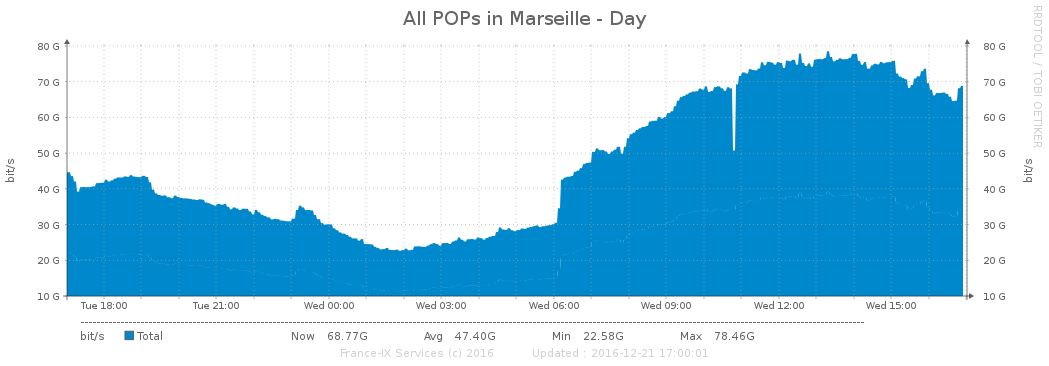 All POPs in Marseille - Day
RRDTOOL / TOBI OETIKER
bit/s
80 G 80 G
70 G 70 G
60 G 60 G
50 G 50 G
40 G 40 G
30 G 30 G
20 G 20 G
10 G 10 G
bit/s
Tue 18:00 Tue 21:00 Wed 00:00 Wed 03:00 Wed 06:00 Wed 09:00 Wed 12:00 Wed 15:00
bit/s Total Now 68.77G Avg 47.40G Min 22.58G Max 78.46G
France-IX Services (c) 2016 Updated : 2016-12-21 17:00:01